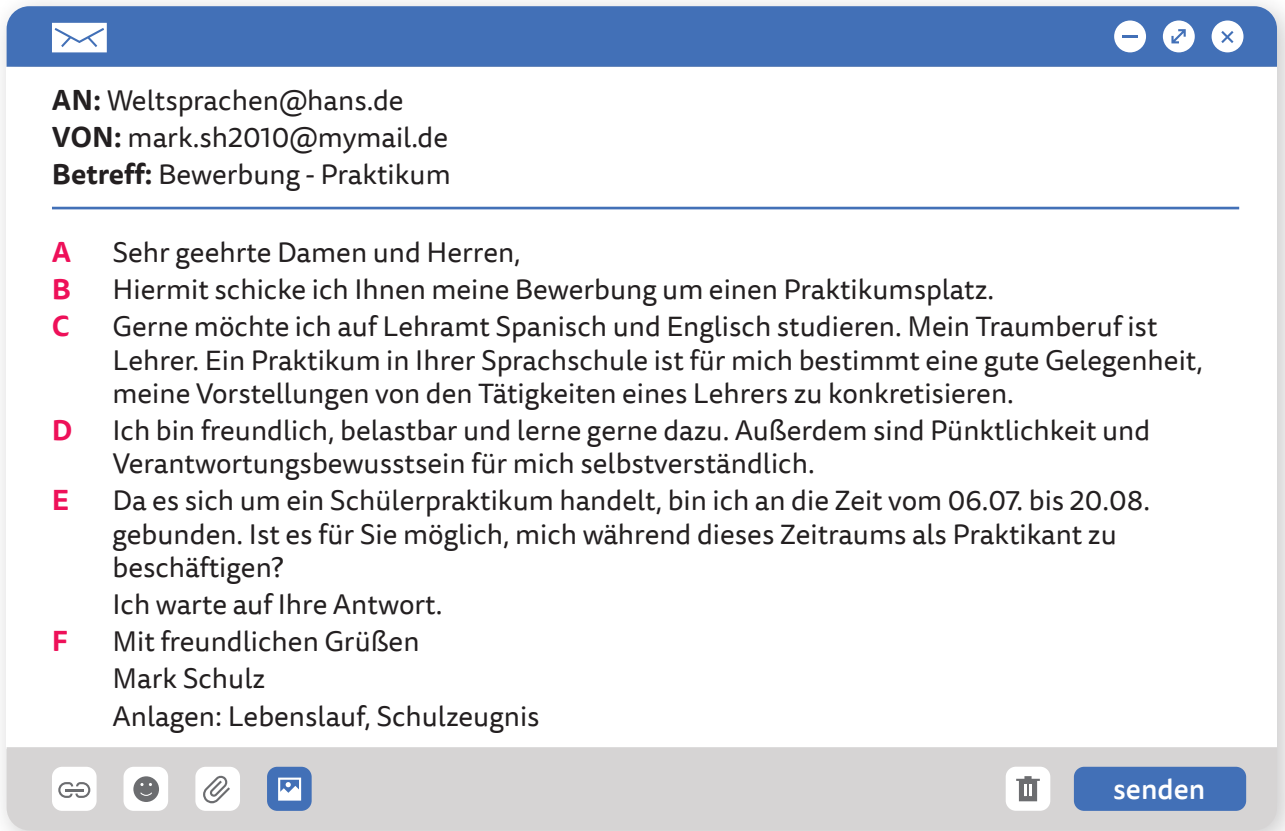 AN: Weltsprachen@hans.de
VON: mark.sh2010@mymail.de
Betreff: Bewerbung - Praktikum
A Sehr geehrte Damen und Herren,
B Hiermit schicke ich Ihnen meine Bewerbung um einen Praktikumsplatz.
C Gerne möchte ich auf Lehramt Spanisch und Englisch studieren. Mein Traumberuf ist
Lehrer. Ein Praktikum in Ihrer Sprachschule ist für mich bestimmt eine gute Gelegenheit,
meine Vorstellungen von den Tätigkeiten eines Lehrers zu konkretisieren.
D Ich bin freundlich, belastbar und lerne gerne dazu. Außerdem sind Pünktlichkeit und
Verantwortungsbewusstsein für mich selbstverständlich.
E Da es sich um ein Schülerpraktikum handelt, bin ich an die Zeit vom 06.07. bis 20.08.
gebunden. Ist es für Sie möglich, mich während dieses Zeitraums als Praktikant zu
beschäftigen?
Ich warte auf Ihre Antwort.
F Mit freundlichen Grüßen
Mark Schulz
Anlagen: Lebenslauf, Schulzeugnis
senden